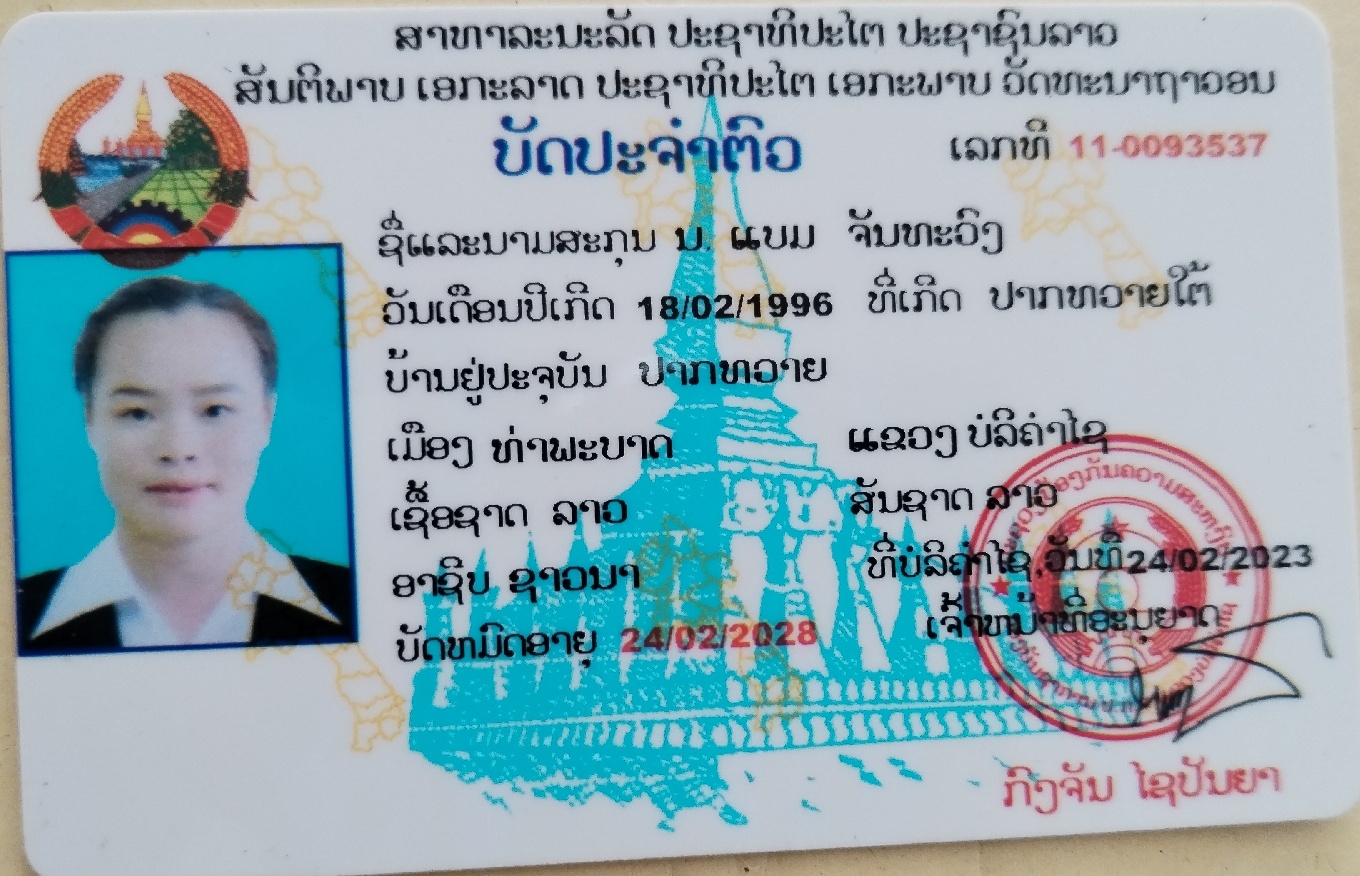 ສາທາລະນະລັດ ປະຊາທິປະໄຕ ປະຊາຊົນລາວ
ສັນຕິພາບ ເອກະລາດ ປະຊາທິປະໄຕ ເອກະພາບ ວັດທະນາຖາວອນ
ບັດປະຈໍາຕົວ
ເລກທີ 11-0093537
ຊື່ແລະນາມສະກຸນ ນ. ແບມ ຈັນທະວົງ
ວັນເດືອນປີເກີດ 18/02/1996 ທີ່ເກີດ ປາກທວາຍໃຕ້
ບ້ານຢູ່ປະຈຸບັນ ປາກທວາຍ
ເມືອງ ທ່າພະບາດ ແຂວງ ບໍລິຄໍາໄຊ
ເຊື້ອຊາດ ລາວ ສັນຊາດ ລາວ
ອາຊີບ ຊາວນາ ທີ່ບໍລິຄໍາໄຊ,ວັນທີ 24/02/2023
ບັດຫມົດອາຍຸ 24/02/2028 ເຈົ້າຫນ້າທີ່ອະນຸຍາດ
ກິງຈັນ ໄຊປັນຍາ